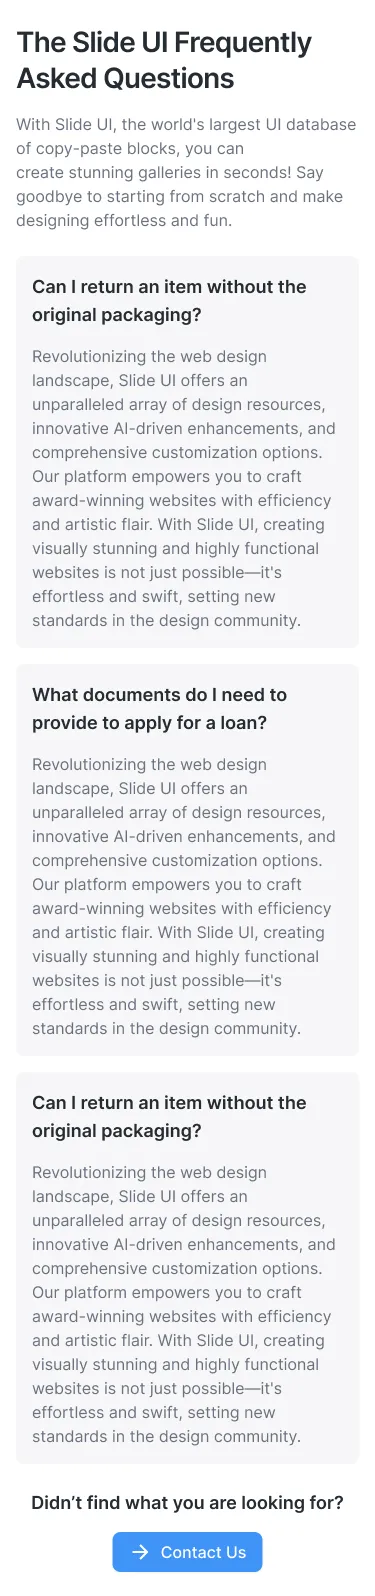 The Slide UI Frequently
Asked Questions
With Slide UI, the world's largest UI database
of copy-paste blocks, you can
create stunning galleries in seconds! Say
goodbye to starting from scratch and make
designing effortless and fun.
Can I return an item without the
original packaging?
Revolutionizing the web design
landscape, Slide UI offers an
unparalleled array of design resources,
innovative AI-driven enhancements, and
comprehensive customization options.
Our platform empowers you to craft
award-winning websites with efficiency
and artistic flair. With Slide UI, creating
visually stunning and highly functional
websites is not just possible—it's
effortless and swift, setting new
standards in the design community.
What documents do I need to
provide to apply for a loan?
Revolutionizing the web design
landscape, Slide UI offers an
unparalleled array of design resources,
innovative AI-driven enhancements, and
comprehensive customization options.
Our platform empowers you to craft
award-winning websites with efficiency
and artistic flair. With Slide UI, creating
visually stunning and highly functional
websites is not just possible—it's
effortless and swift, setting new
standards in the design community.
Can I return an item without the
original packaging?
Revolutionizing the web design
landscape, Slide UI offers an
unparalleled array of design resources,
innovative AI-driven enhancements, and
comprehensive customization options.
Our platform empowers you to craft
award-winning websites with efficiency
and artistic flair. With Slide UI, creating
visually stunning and highly functional
websites is not just possible—it's
effortless and swift, setting new
standards in the design community.
Didn’t find what you are looking for?
Contact Us